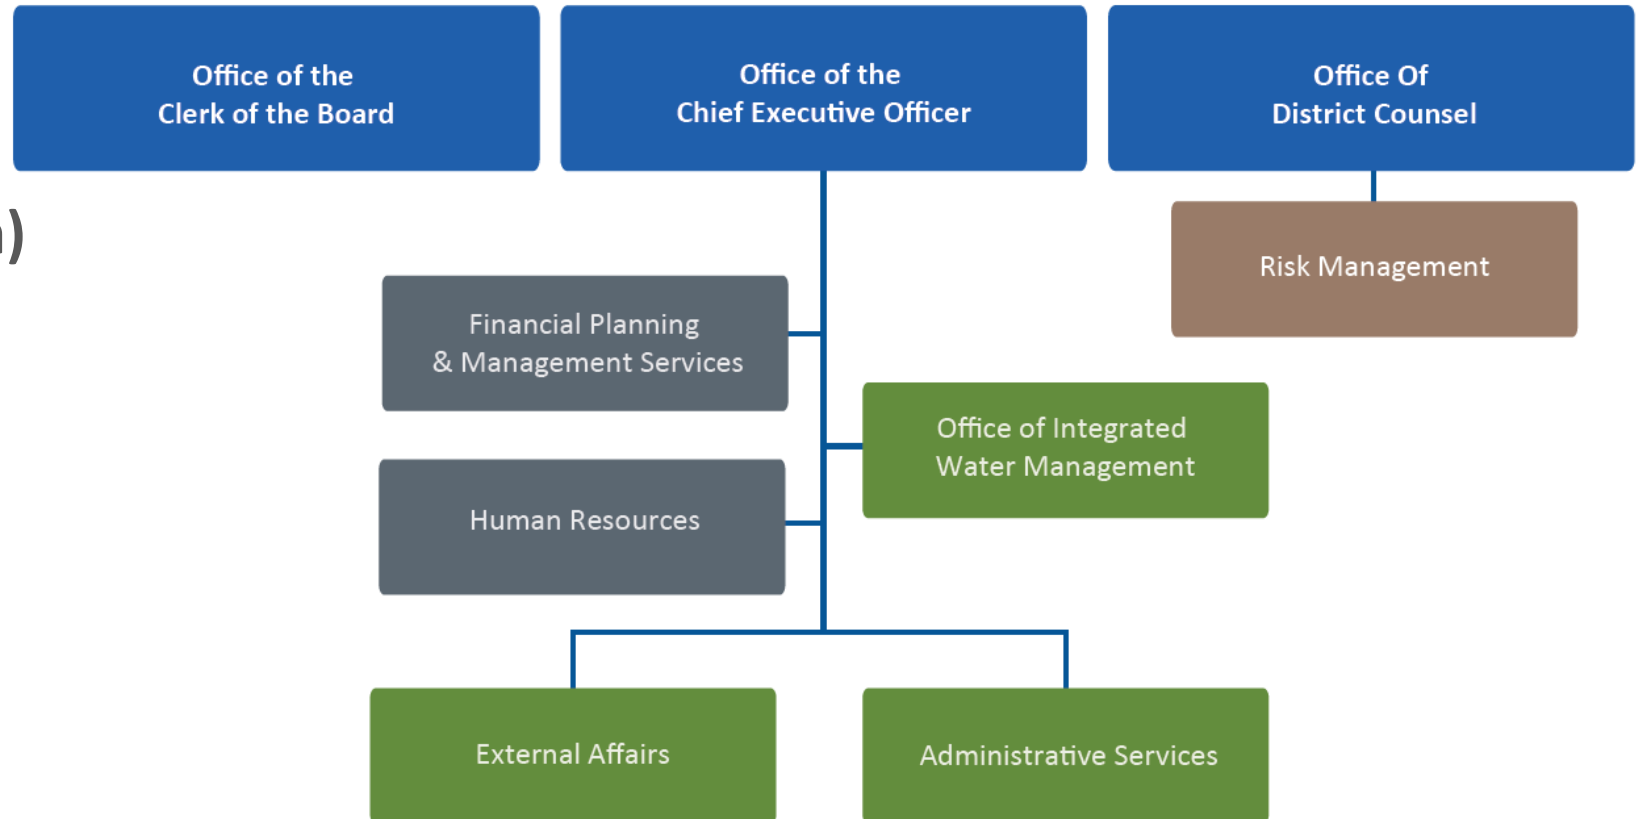 Office of the
Clerk of the Board
Office of the
Chief Executive Officer
Office Of
District Counsel
)
Risk Management
Financial Planning
& Management Services
Office of Integrated
Water Management
Human Resources
External Affairs
Administrative Services